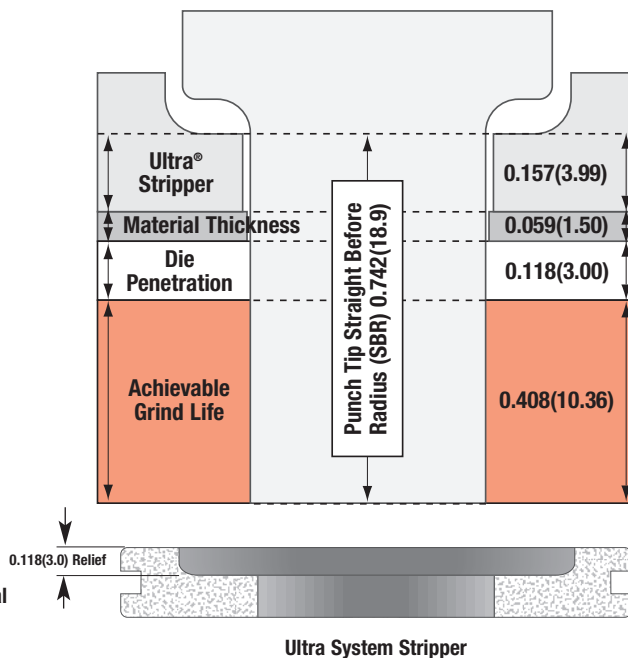 Ultra®
Stripper
0.157(3.99)
Material Thickness
0.059(1.50)
Die
Penetration
0.118(3.00)
Punch Tip Straight Before
Radius (SBR) 0.742(18.9)
Achievable
Grind Life
0.408(10.36)
0.118(3.0) Relief
Ultra System Stripper